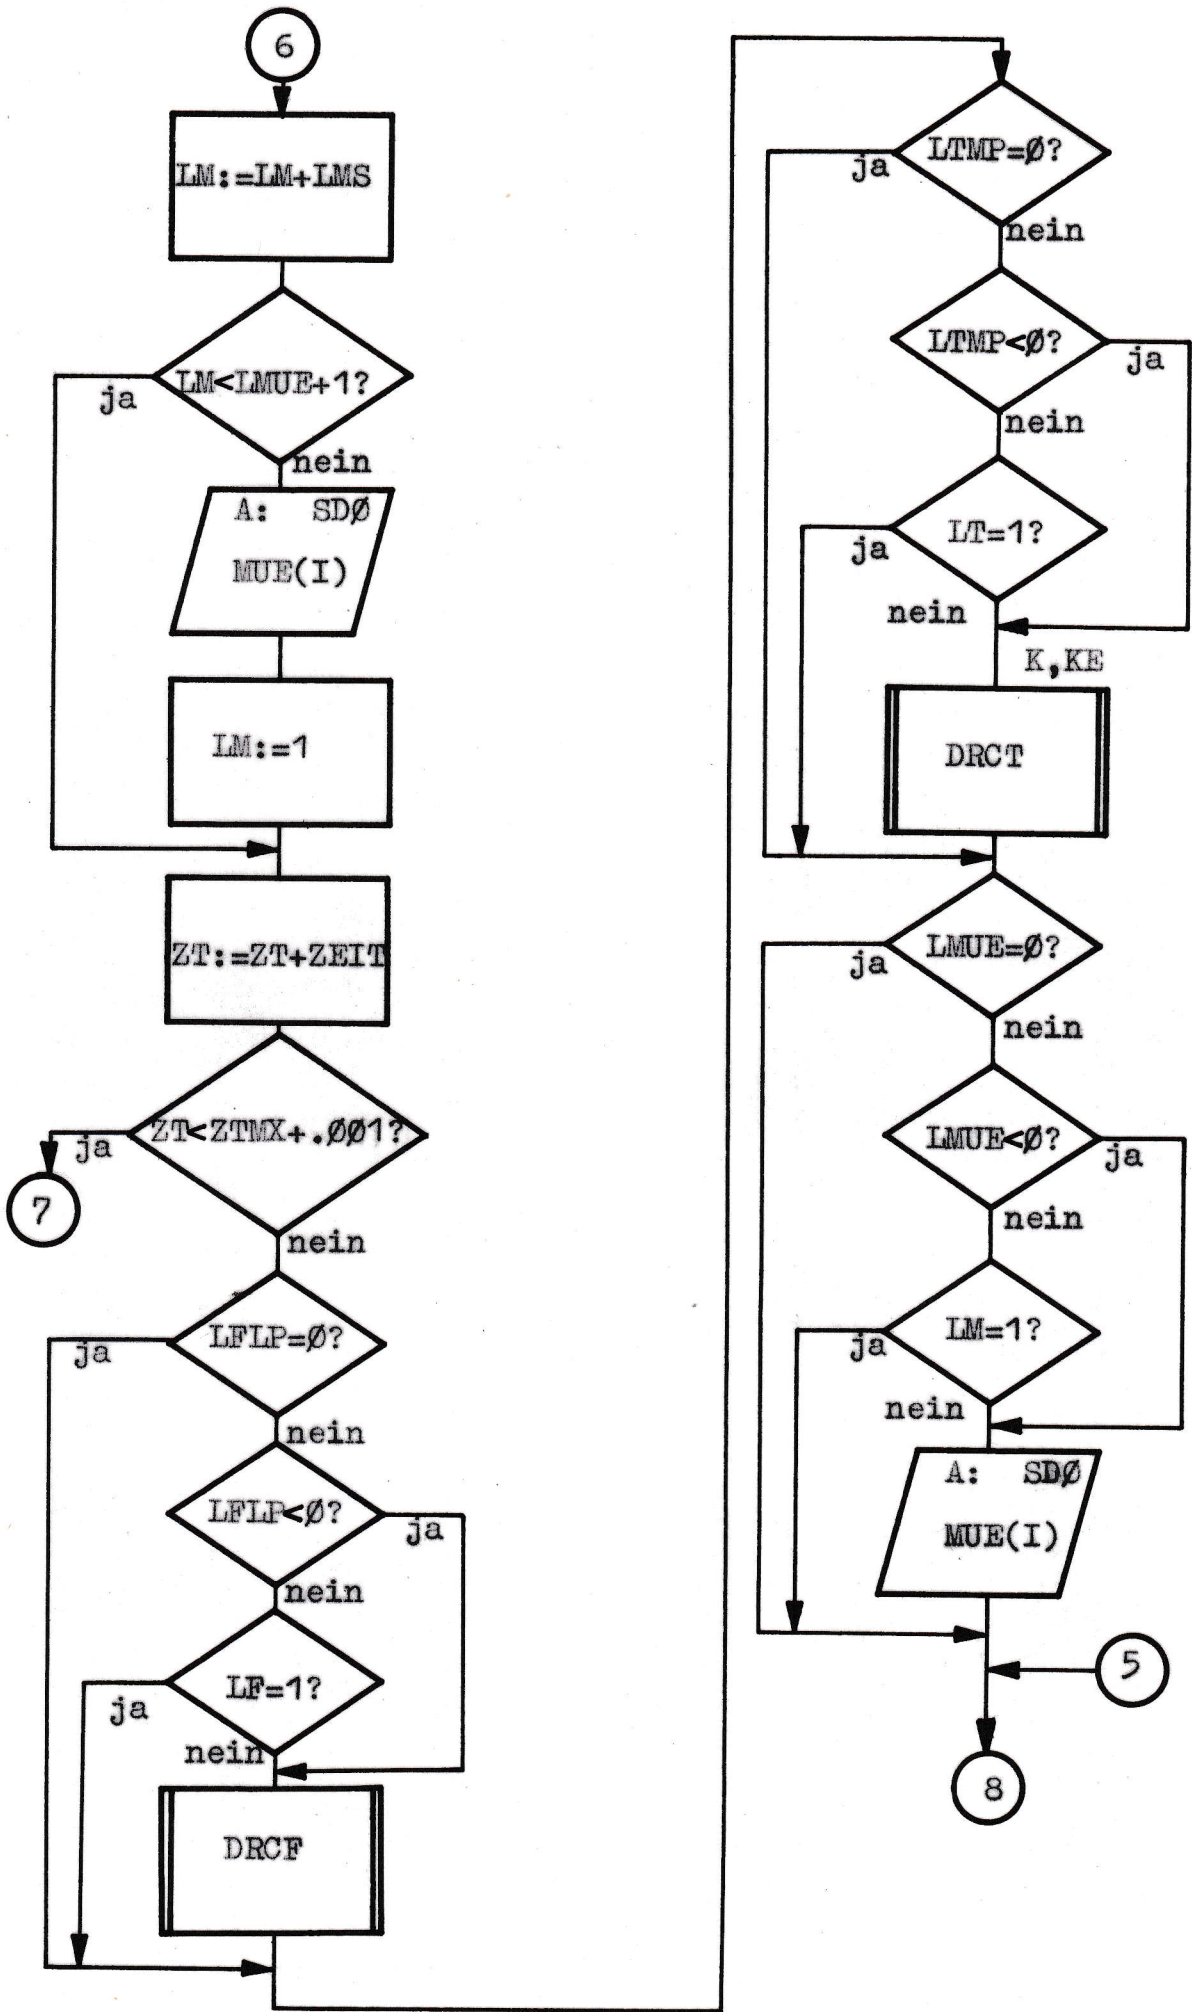 6
LM:=LM+LMS
LM<LMUE+1?
ja
nein
A: SDØ
MUE(I)
LM:=1
ZT:=ZT+ZEIT
ZT<ZTMX+.ØØ1?
ja
7
nein
LFLP=Ø?
ja
nein
LFLP<Ø?
ja
nein
LF=1?
ja
nein
DRCF
LTMP=Ø?
ja
nein
LTMP<Ø?
ja
nein
LT=1?
ja
nein
K,KE
DRCT
LMUE=Ø?
ja
nein
LMUE<Ø?
ja
nein
LM=1?
ja
nein
A: SDØ
MUE(I)
5
8